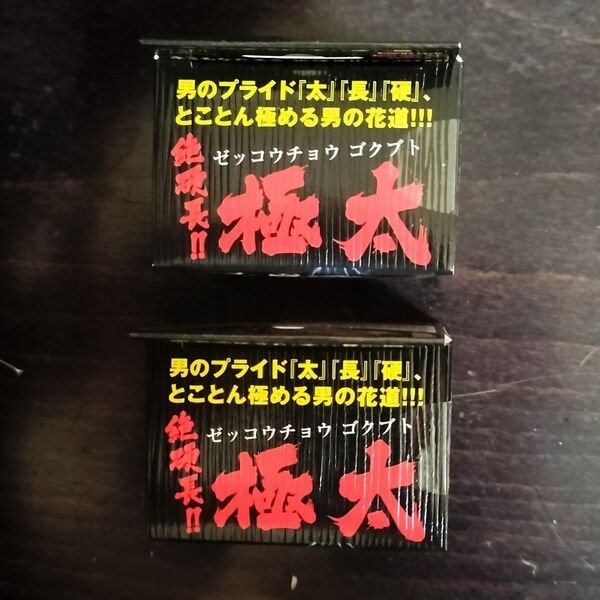 男のプライド『太』『長』『硬』、
とことん極める男の花道!!!
絶硬長!!
ゼッコウチョウ ゴクブト
極太
男のプライド『太』『長』『硬』、
とことん極める男の花道!!!
絶硬長!!
ゼッコウチョウ ゴクブト
極太